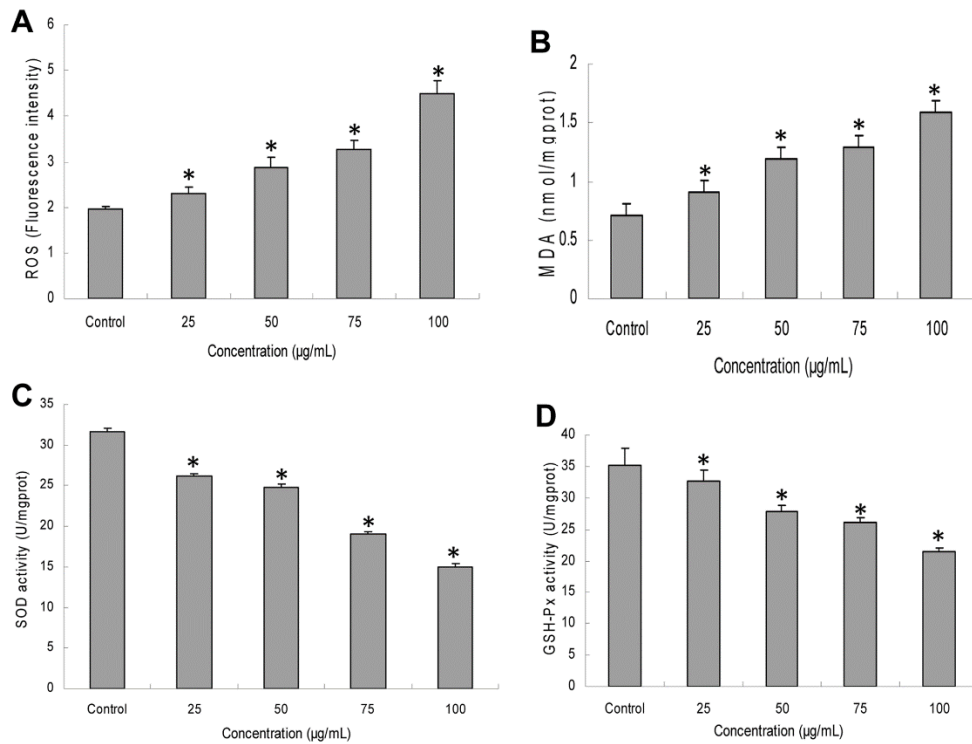 A
ROS (Fluorescence intensity)
6
5
4
3
2
1
0
*
*
*
*
Control 25 50 75 100
Concentration (µg/mL)
B
MDA (nmol/mgprot)
2
1.5
1
0.5
0
*
*
*
*
Control 25 50 75 100
Concentration (µg/mL)
C
SOD activity (U/mgprot)
35
30
25
20
15
10
5
0
*
*
*
*
Control 25 50 75 100
Concentration (µg/mL)
D
GSH-Px activity (U/mgprot)
40
35
30
25
20
15
10
5
0
*
*
*
*
Control 25 50 75 100
Concentration (µg/mL)